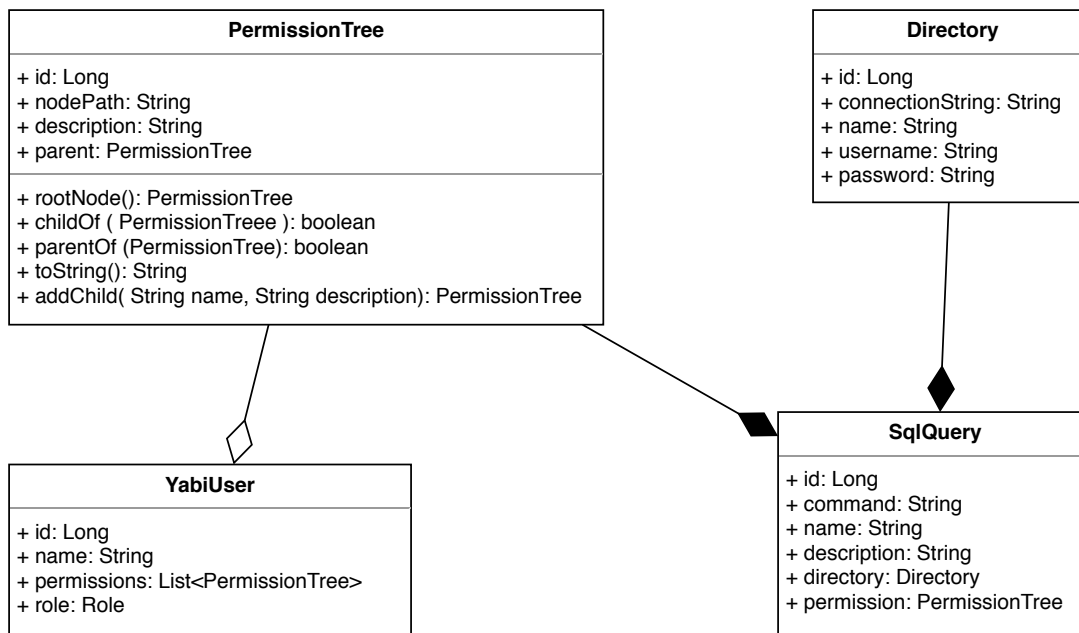 PermissionTree
+ id: Long
+ nodePath: String
+ description: String
+ parent: PermissionTree
+ rootNode(): PermissionTree
+ childOf ( PermissionTreee ): boolean
+ parentOf (PermissionTree): boolean
+ toString(): String
+ addChild( String name, String description): PermissionTree
Directory
+ id: Long
+ connectionString: String
+ name: String
+ username: String
+ password: String
YabiUser
+ id: Long
+ name: String
+ permissions: List<PermissionTree>
+ role: Role
SqlQuery
+ id: Long
+ command: String
+ name: String
+ description: String
+ directory: Directory
+ permission: PermissionTree